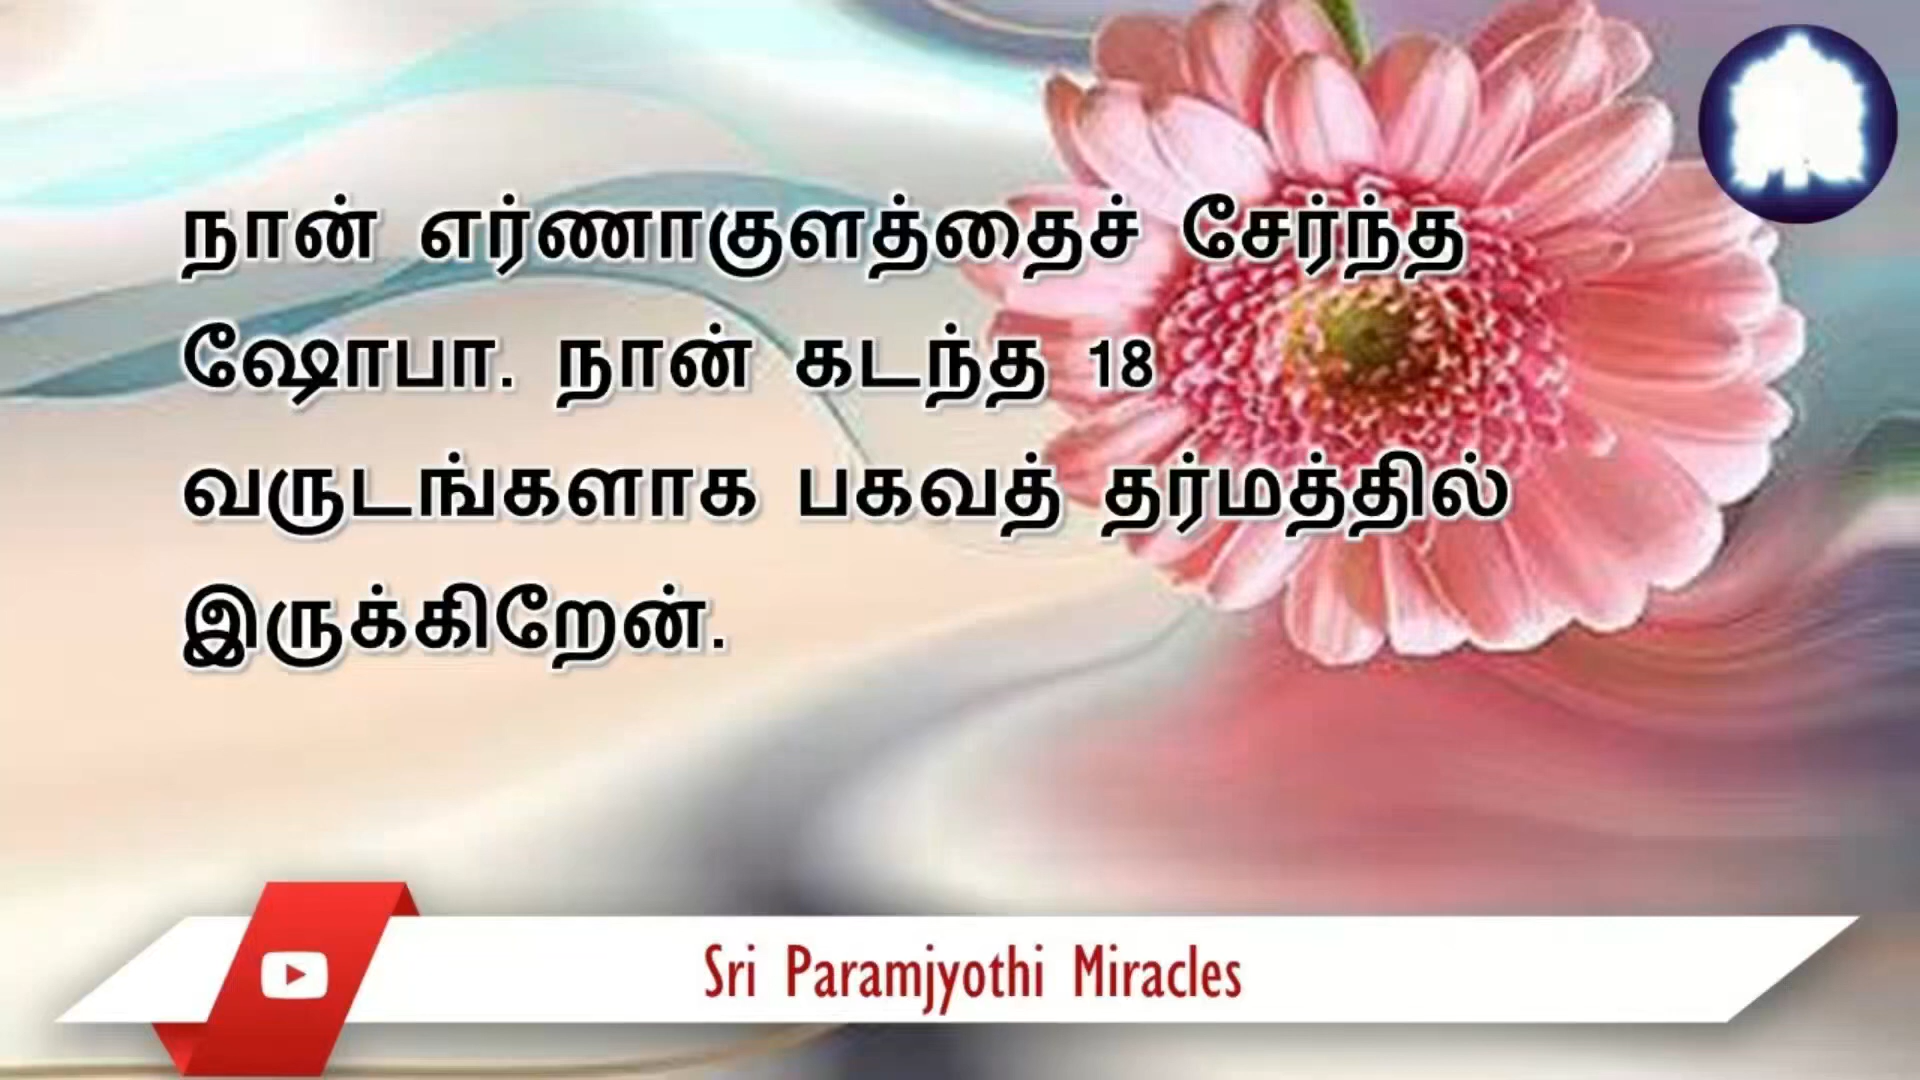 நான் எர்ணாகுளத்தைச் சேர்ந்த
ஷோபா. நான் கடந்த 18
வருடங்களாக பகவத் தர்மத்தில்
இருக்கிறேன்.
Sri Paramjyothi Miracles